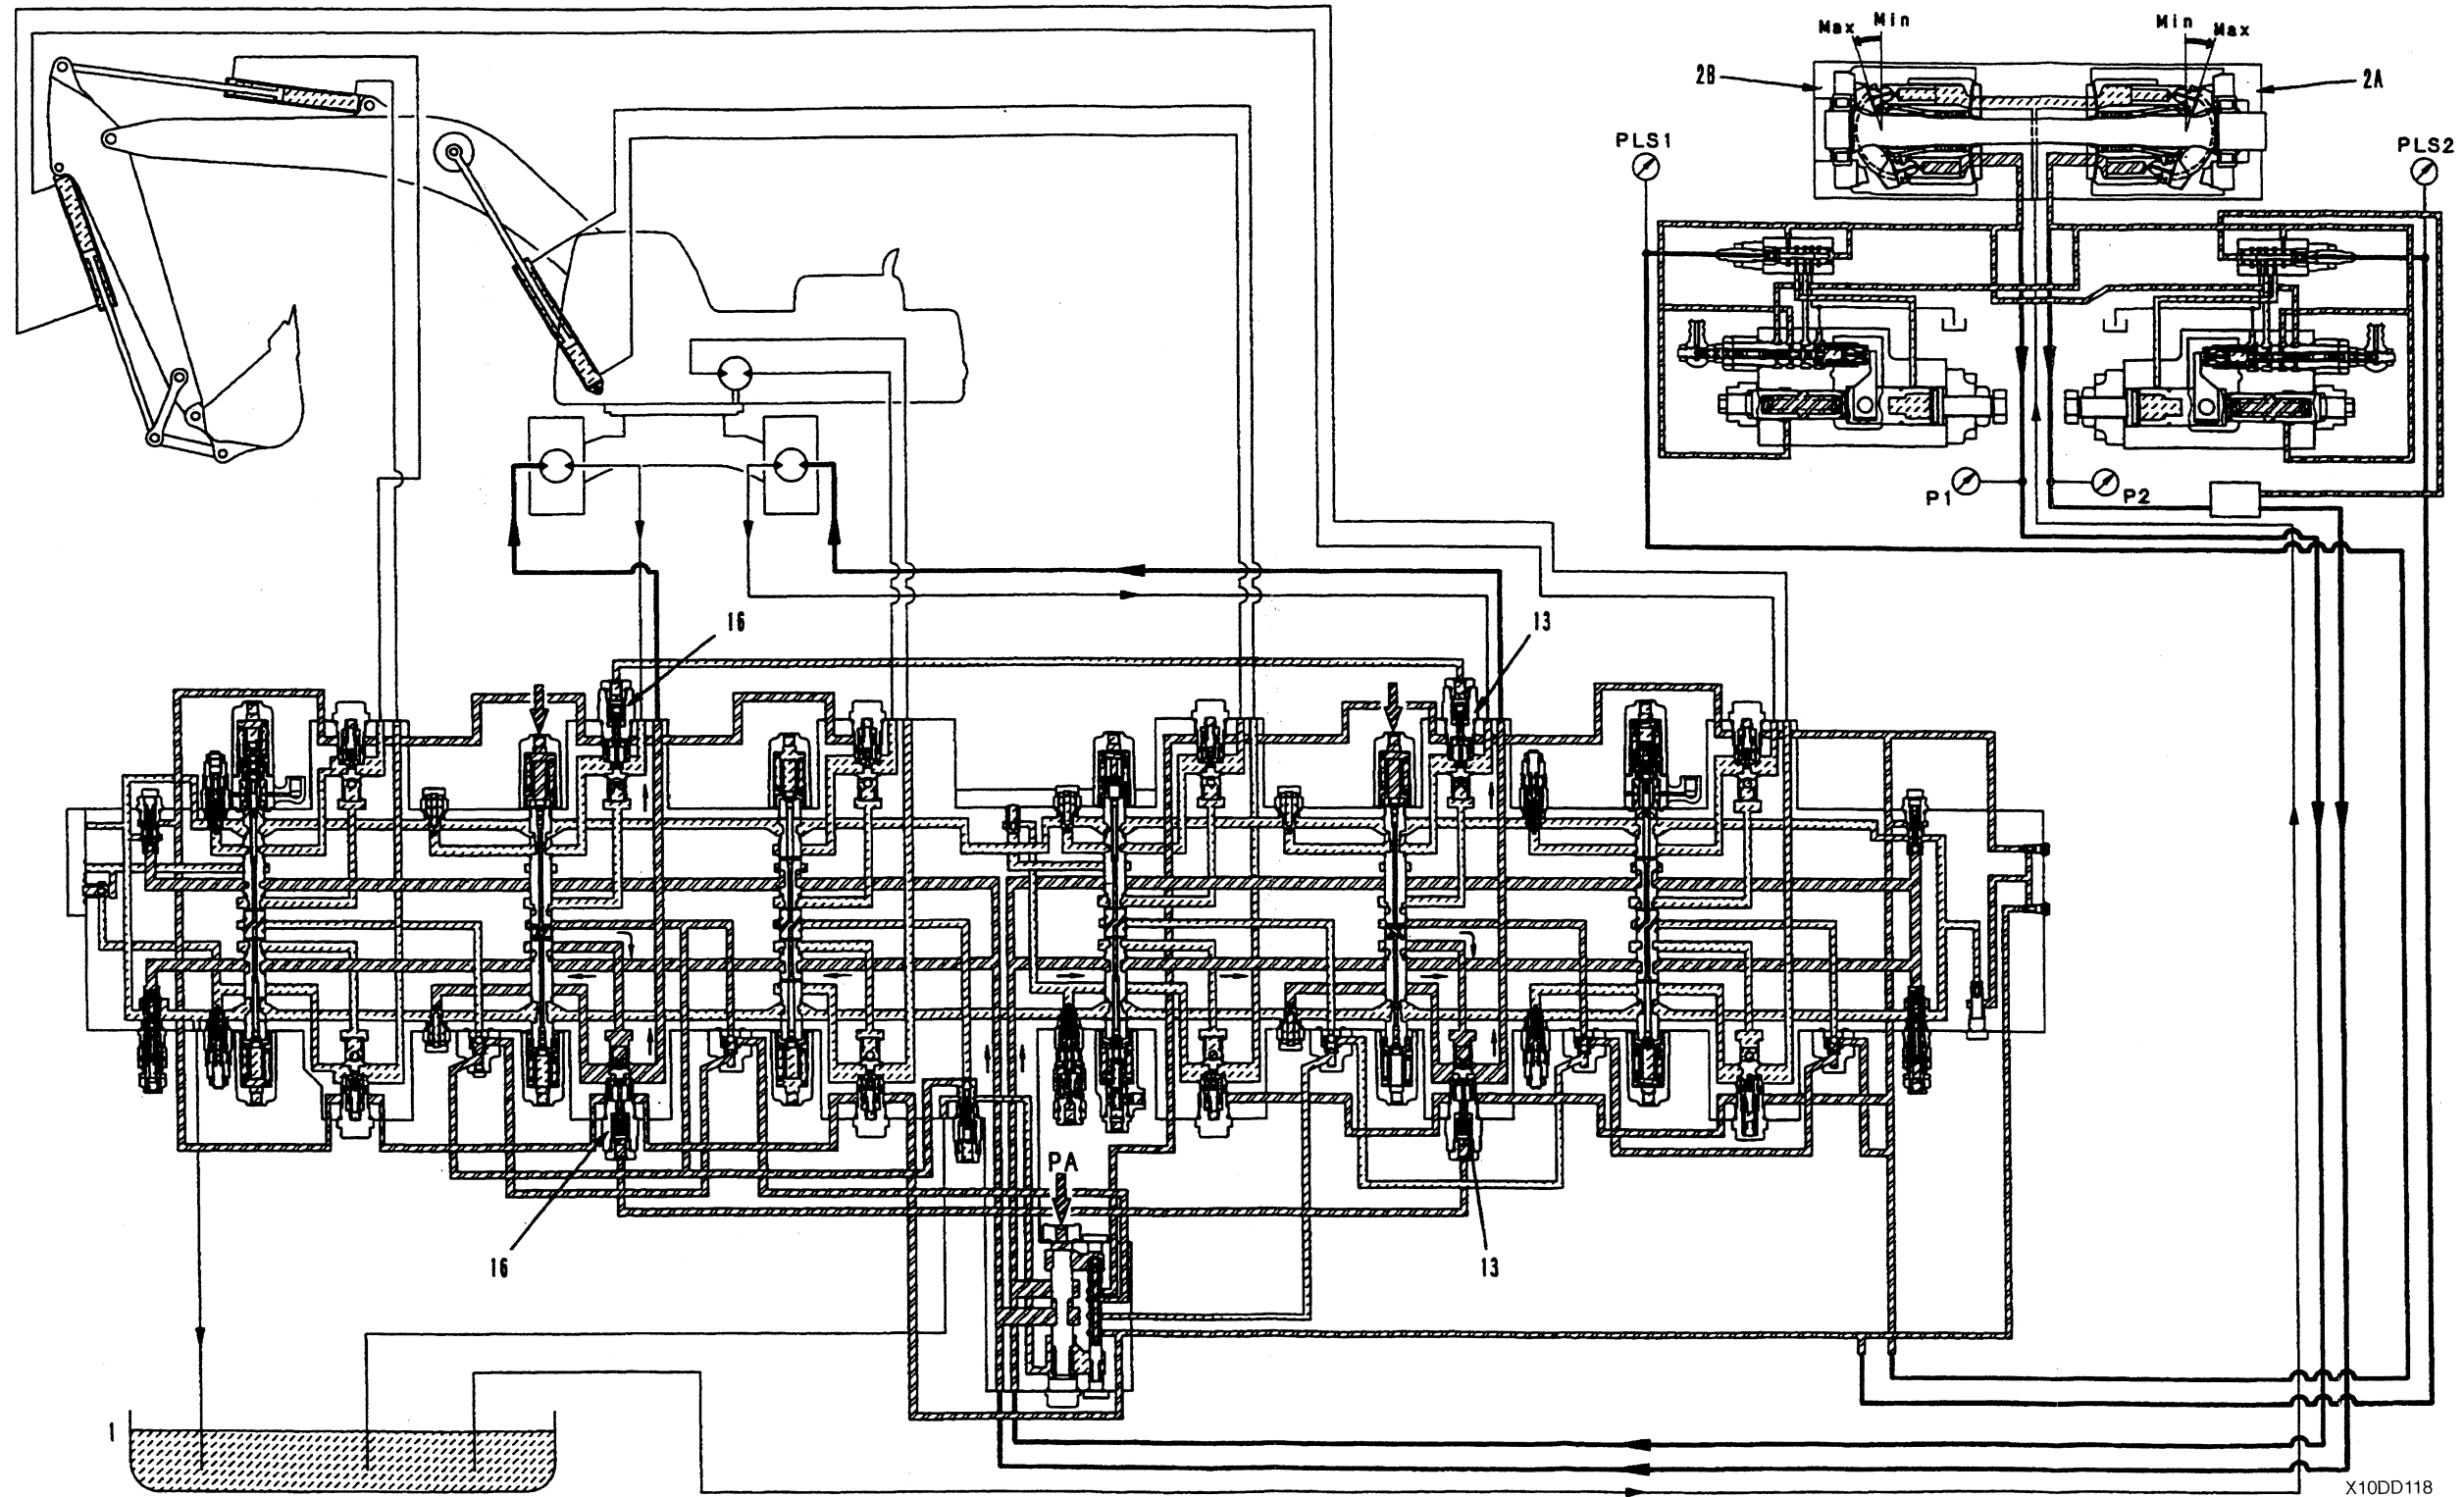 Max Min Min Max
2B 2A
PLS1 PLS2
P1 P2
16 13
PA
16 13
1
X10DD118